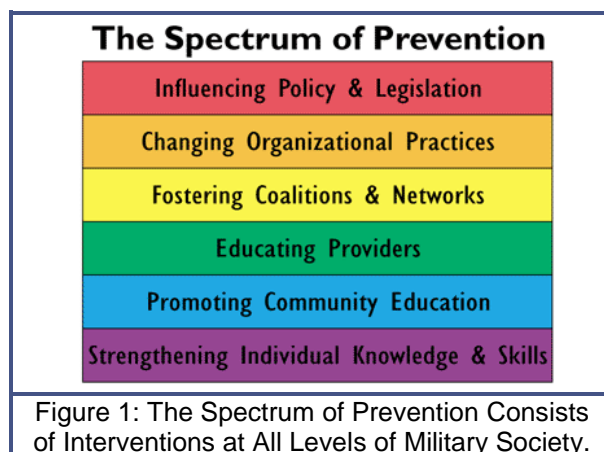 The Spectrum of Prevention
Influencing Policy & Legislation
Changing Organizational Practices
Fostering Coalitions & Networks
Educating Providers
Promoting Community Education
Strengthening Individual Knowledge & Skills
Figure 1: The Spectrum of Prevention Consists
of Interventions at All Levels of Military Society.